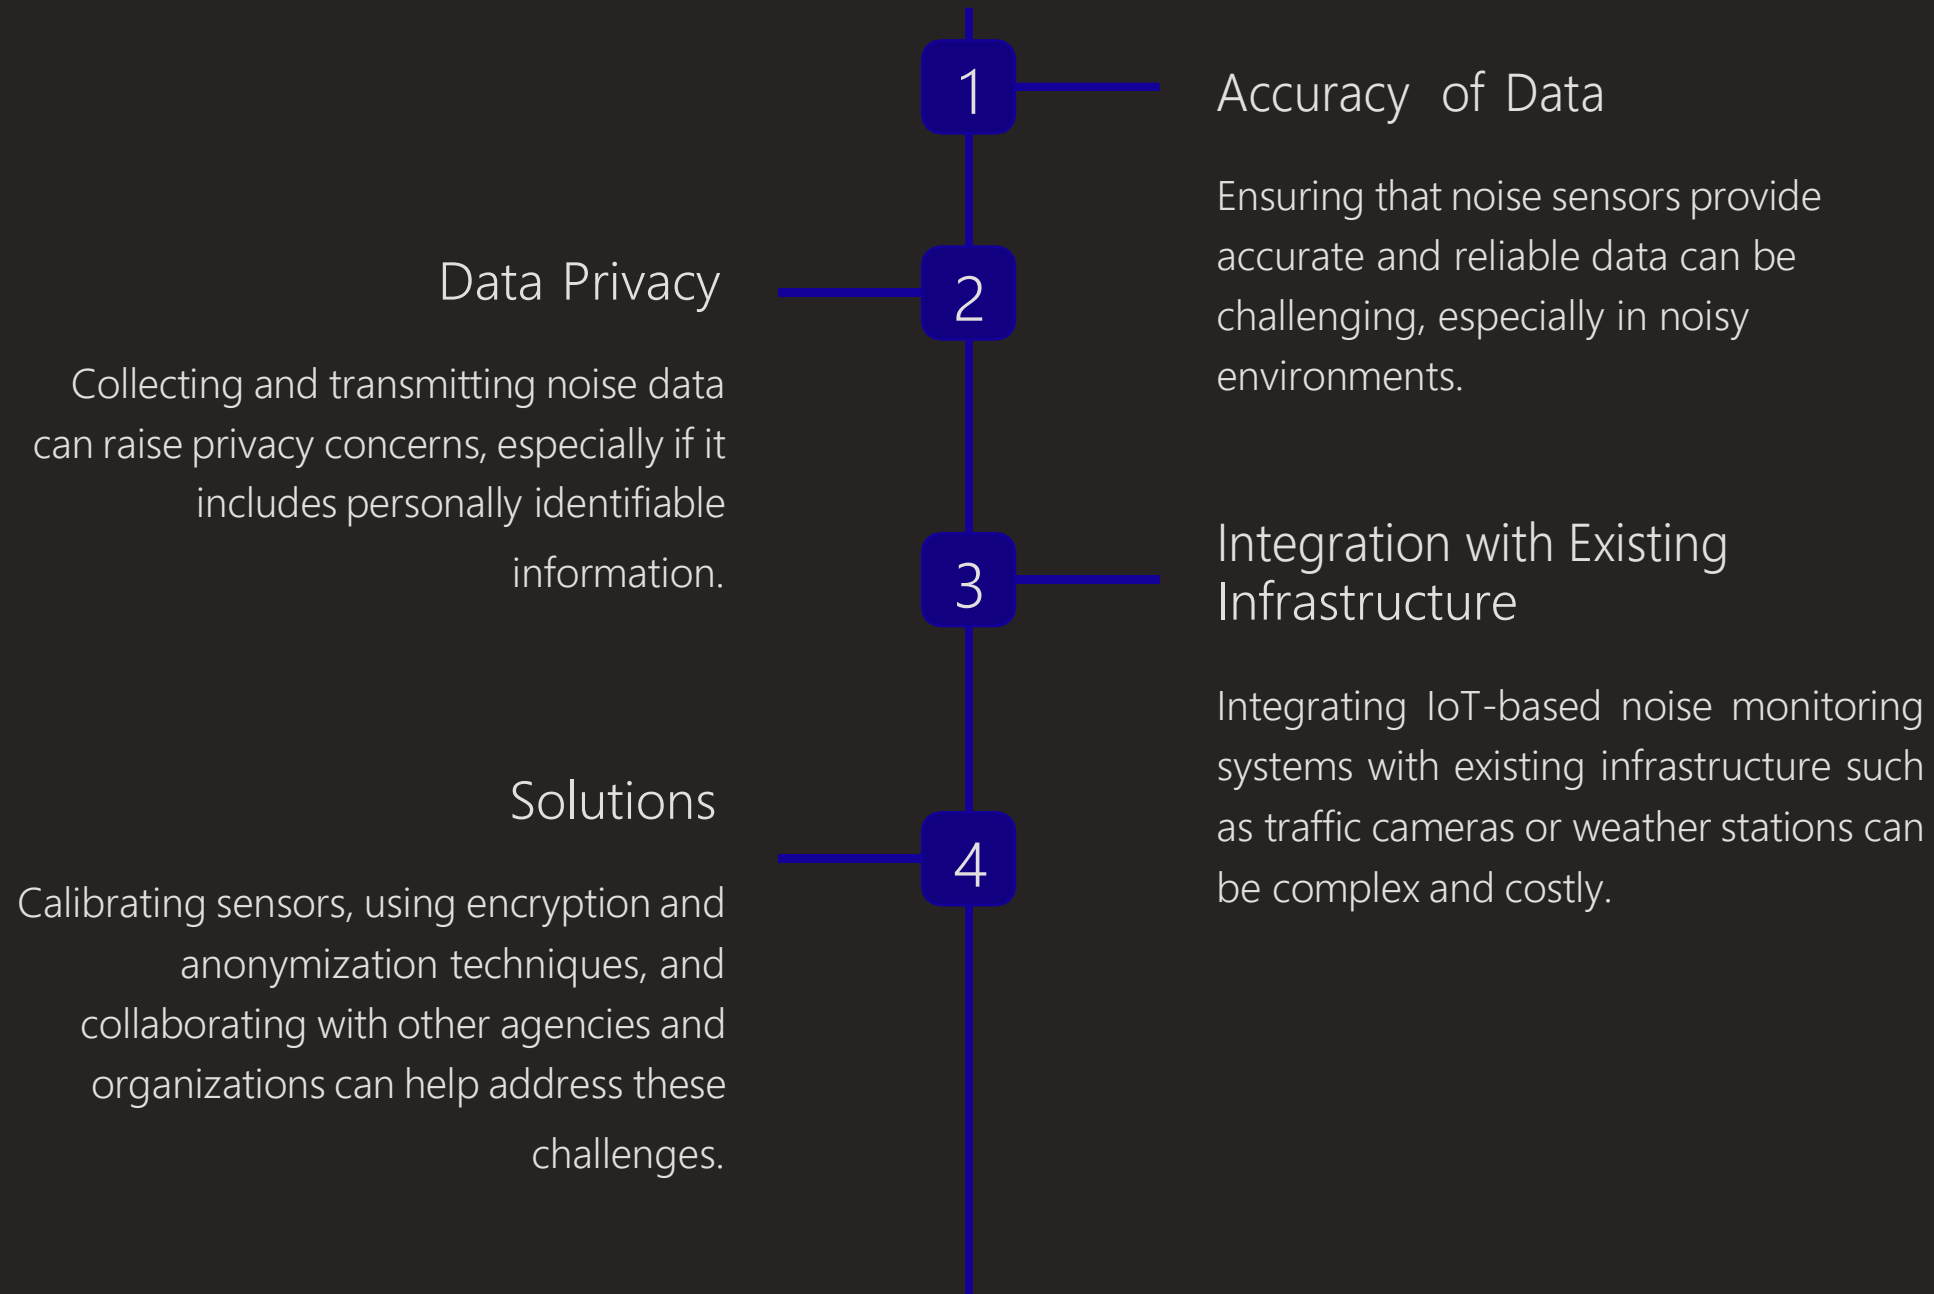 1
Accuracy of Data
Ensuring that noise sensors provide
accurate and reliable data can be
challenging, especially in noisy
environments.
2
Data Privacy
Collecting and transmitting noise data
can raise privacy concerns, especially if it
includes personally identifiable
information.
3
Integration with Existing
Infrastructure
Integrating IoT-based noise monitoring
systems with existing infrastructure such
as traffic cameras or weather stations can
be complex and costly.
4
Solutions
Calibrating sensors, using encryption and
anonymization techniques, and
collaborating with other agencies and
organizations can help address these
challenges.